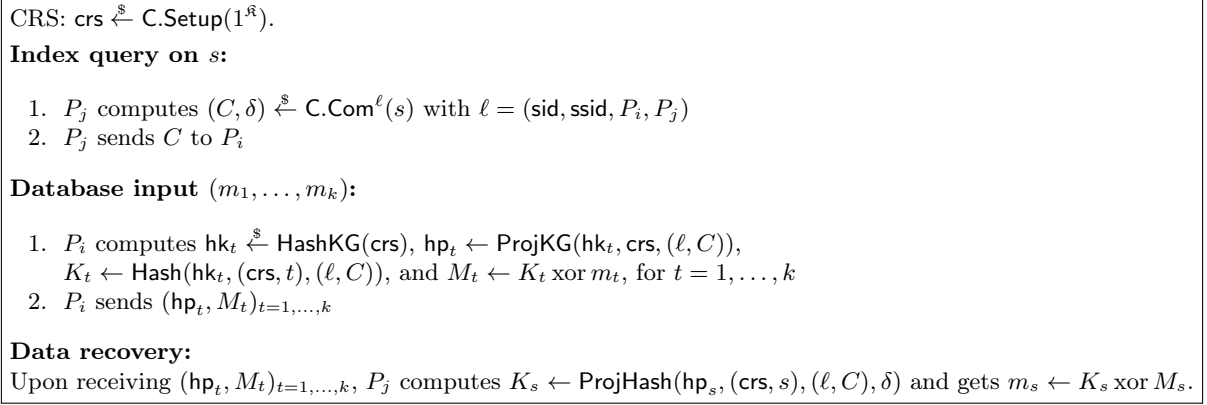 CRS: crs $← C.Setup(1^𝔎).
Index query on s:
1. P_j computes (C, δ) $← C.Com^ℓ(s) with ℓ = (sid, ssid, P_i, P_j)
2. P_j sends C to P_i
Database input (m_1, . . . , m_k):
1. P_i computes hk_t $← HashKG(crs), hp_t ← ProjKG(hk_t, crs, (ℓ, C)),
K_t ← Hash(hk_t, (crs, t), (ℓ, C)), and M_t ← K_t xor m_t, for t = 1, . . . , k
2. P_i sends (hp_t, M_t)_{t=1,...,k}
Data recovery:
Upon receiving (hp_t, M_t)_{t=1,...,k}, P_j computes K_s ← ProjHash(hp_s, (crs, s), (ℓ, C), δ) and gets m_s ← K_s xor M_s.